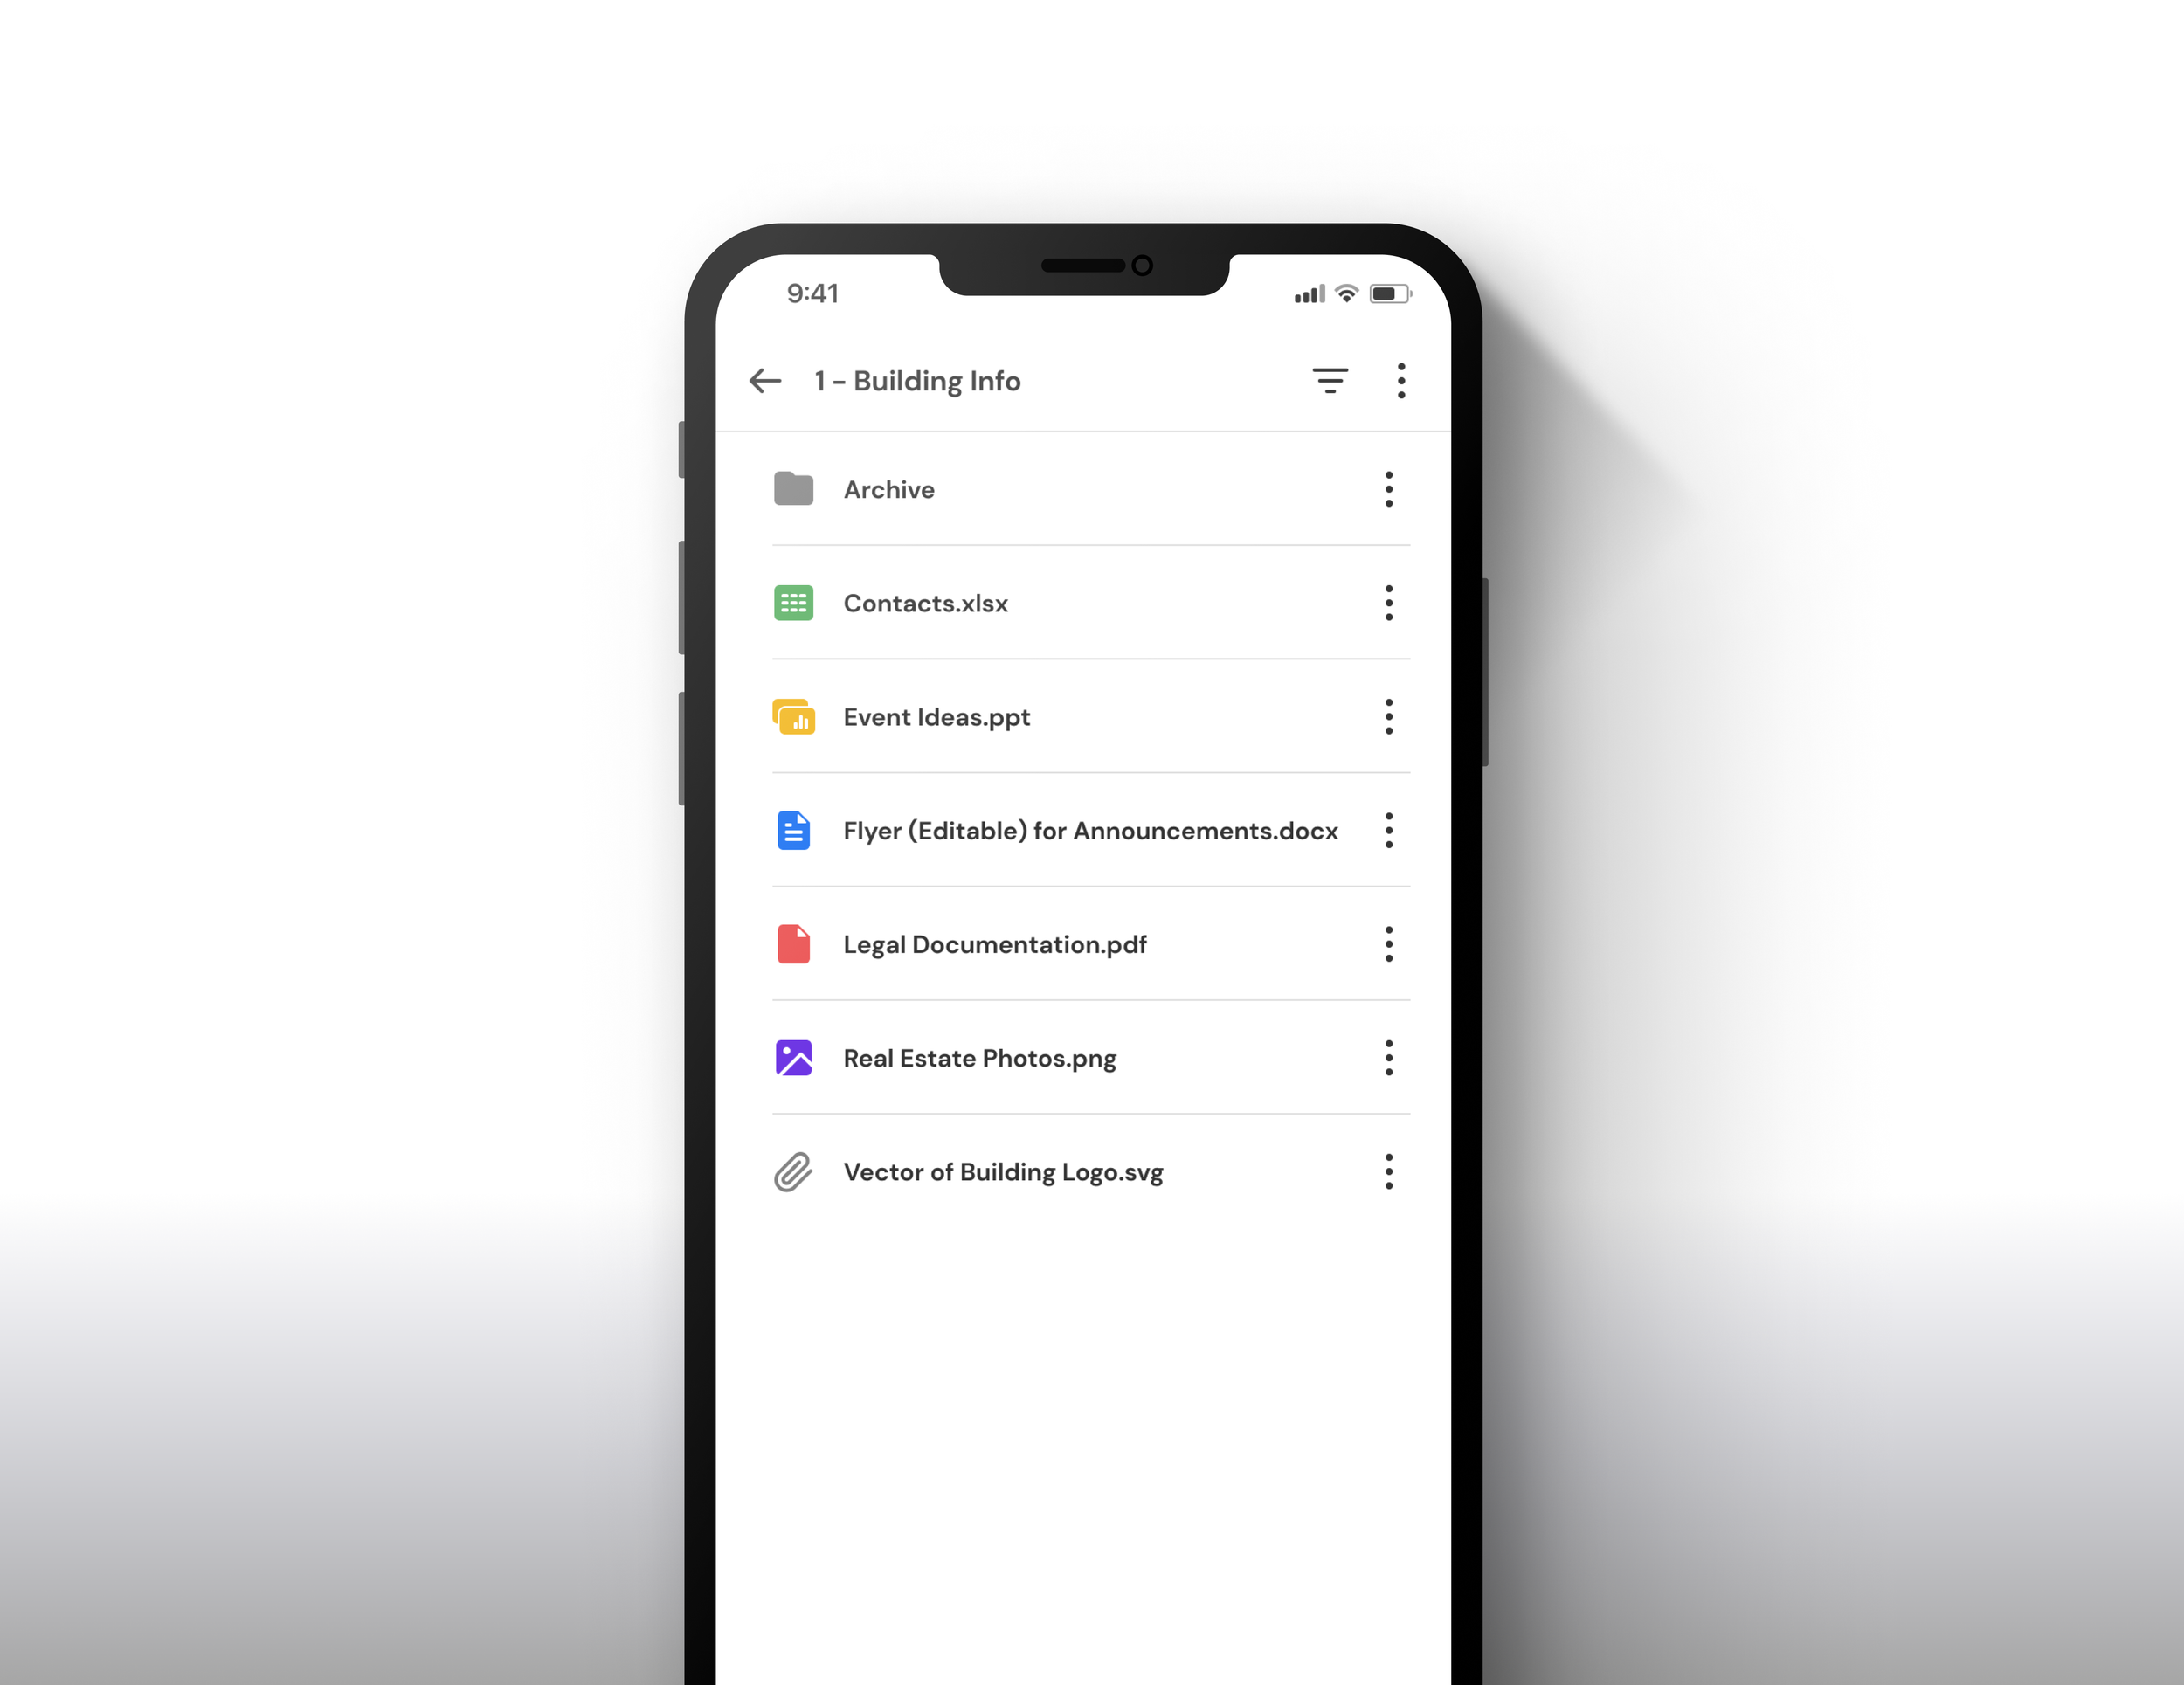 9:41
1 – Building Info
Archive
Contacts.xlsx
Event Ideas.ppt
Flyer (Editable) for Announcements.docx
Legal Documentation.pdf
Real Estate Photos.png
Vector of Building Logo.svg